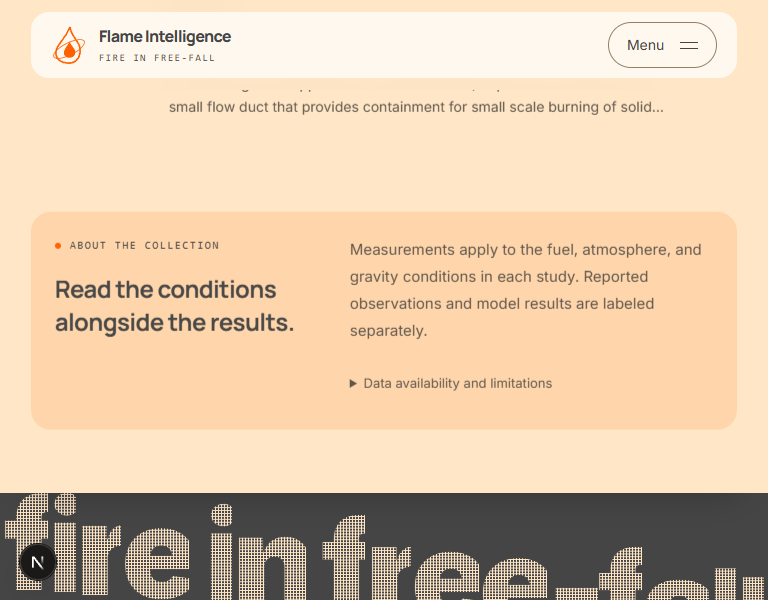 Flame Intelligence
FIRE IN FREE-FALL
Menu
small flow duct that provides containment for small scale burning of solid...
ABOUT THE COLLECTION
Read the conditions
alongside the results.
Measurements apply to the fuel, atmosphere, and
gravity conditions in each study. Reported
observations and model results are labeled
separately.
Data availability and limitations
fire in free-fall
N